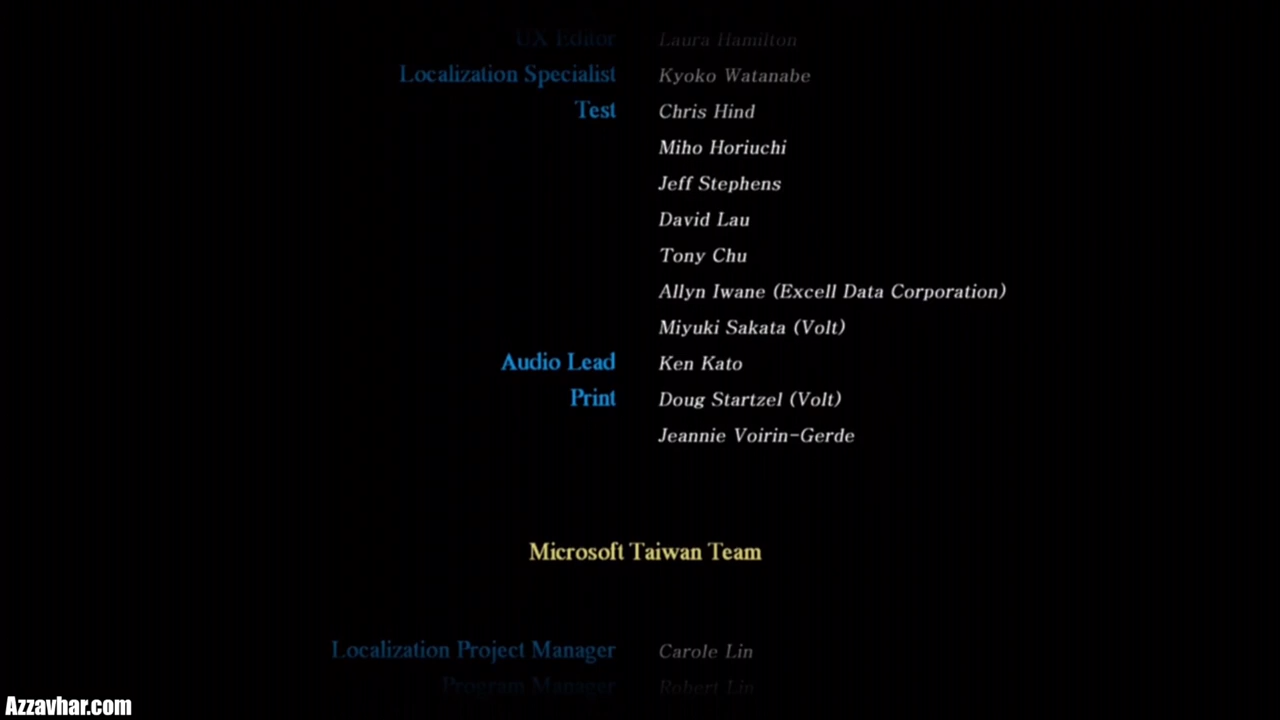 UX Editor Laura Hamilton
Localization Specialist Kyoko Watanabe
Test Chris Hind
Miho Horiuchi
Jeff Stephens
David Lau
Tony Chu
Allyn Iwane (Excell Data Corporation)
Miyuki Sakata (Volt)
Audio Lead Ken Kato
Print Doug Startzel (Volt)
Jeannie Voirin-Gerde
Microsoft Taiwan Team
Localization Project Manager Carole Lin
Program Manager Robert Lin
Azzavhar.com